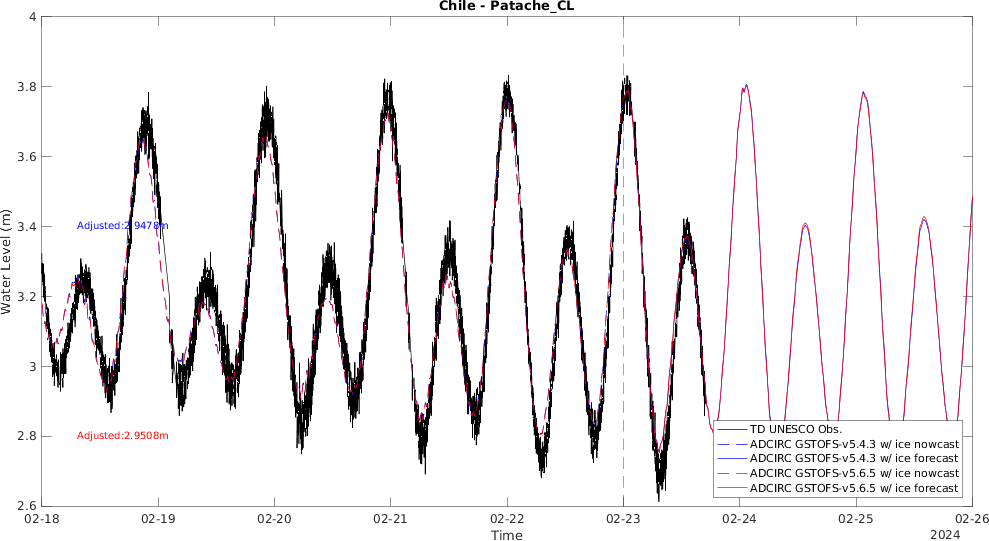 Chile - Patache_CL
Water Level (m)
4
3.8
3.6
3.4
3.2
3
2.8
2.6
Adjusted:2.9478m
Adjusted:2.9508m
TD UNESCO Obs.
ADCIRC GSTOFS-v5.4.3 w/ ice nowcast
ADCIRC GSTOFS-v5.4.3 w/ ice forecast
ADCIRC GSTOFS-v5.6.5 w/ ice nowcast
ADCIRC GSTOFS-v5.6.5 w/ ice forecast
02-18 02-19 02-20 02-21 02-22 02-23 02-24 02-25 02-26
Time
2024